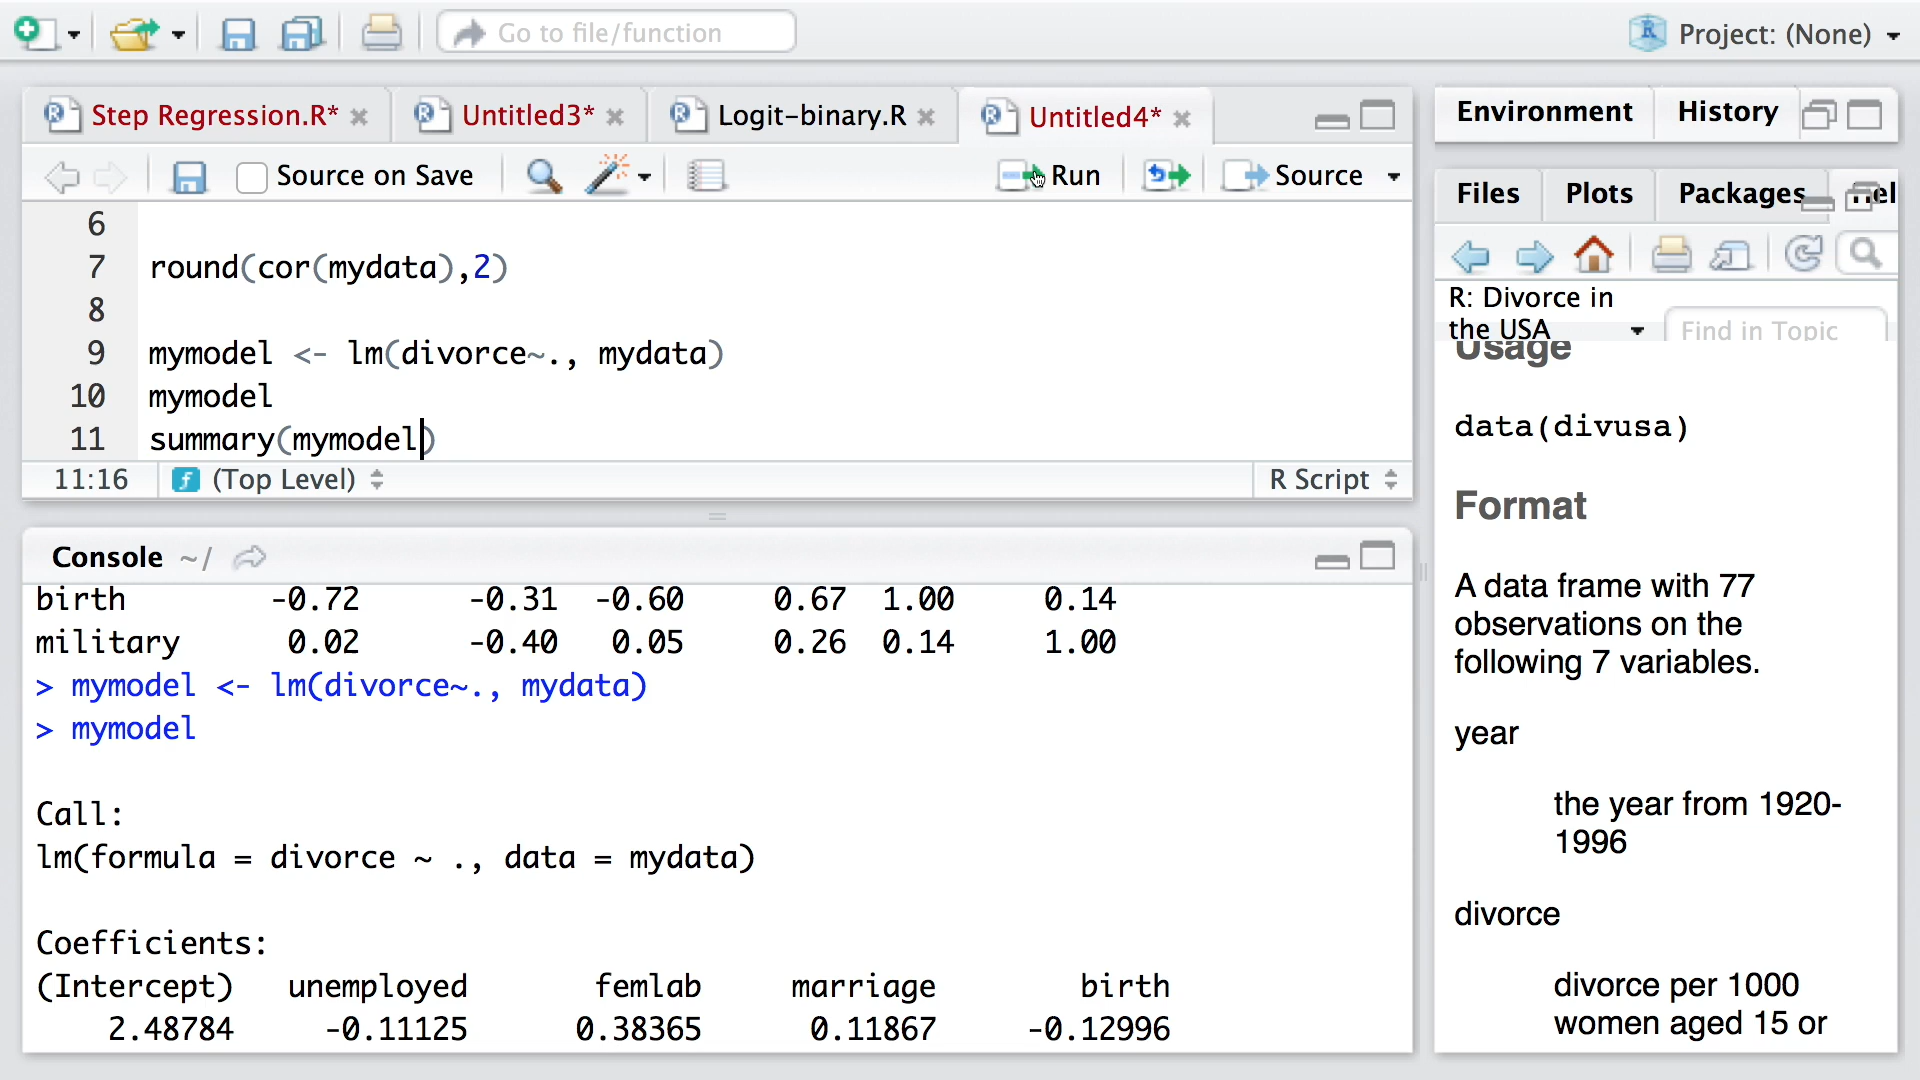 Go to file/function
Project: (None)
Step Regression.R*
Untitled3*
Logit-binary.R
Untitled4*
Source on Save
Run
Source
6
7 round(cor(mydata),2)
8
9 mymodel <- lm(divorce~., mydata)
10 mymodel
11 summary(mymodel)
11:16 (Top Level) R Script
Console ~/
birth -0.72 -0.31 -0.60 0.67 1.00 0.14
military 0.02 -0.40 0.05 0.26 0.14 1.00
> mymodel <- lm(divorce~., mydata)
> mymodel
Call:
lm(formula = divorce ~ ., data = mydata)
Coefficients:
(Intercept) unemployed femlab marriage birth
2.48784 -0.11125 0.38365 0.11867 -0.12996
Environment History
Files Plots Packages
R: Divorce in
the USA
Find in Topic
Usage
data(divusa)
Format
A data frame with 77
observations on the
following 7 variables.
year
the year from 1920-
1996
divorce
divorce per 1000
women aged 15 or